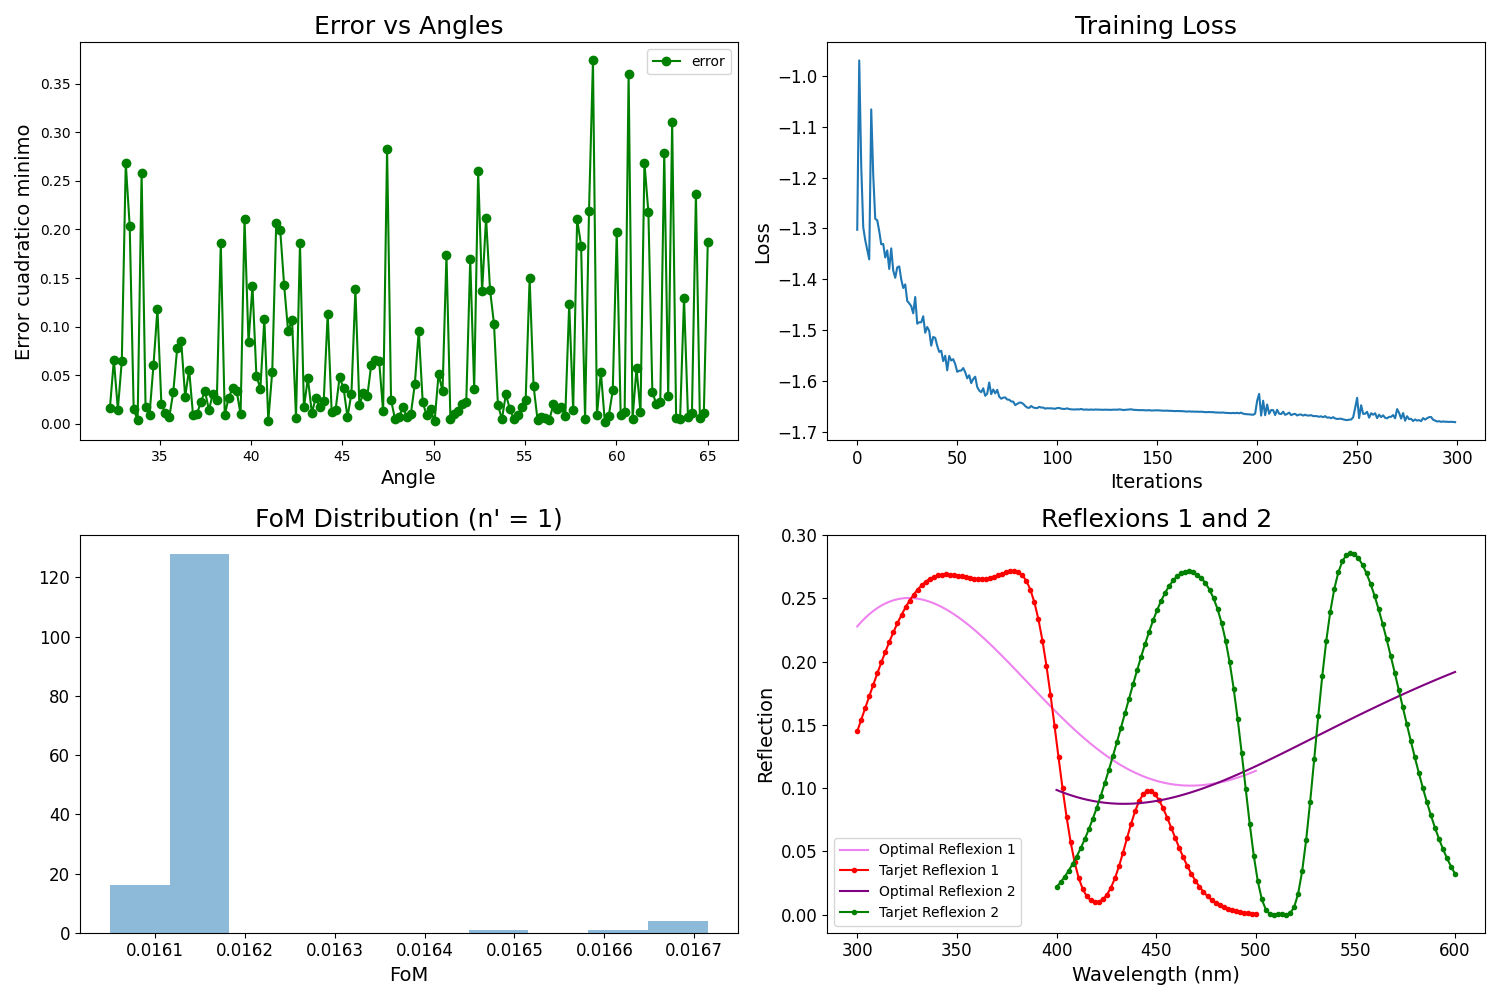 Error vs Angles
error
0.35
0.30
0.25
0.20
0.15
0.10
0.05
0.00
Error cuadratico minimo
35 40 45 50 55 60 65
Angle
Training Loss
−1.0
−1.1
−1.2
−1.3
−1.4
−1.5
−1.6
−1.7
Loss
0 50 100 150 200 250 300
Iterations
FoM Distribution (n' = 1)
120
100
80
60
40
20
0
0.0161 0.0162 0.0163 0.0164 0.0165 0.0166 0.0167
FoM
Reflexions 1 and 2
0.30
0.25
0.20
0.15
0.10
0.05
0.00
Reflection
Optimal Reflexion 1
Tarjet Reflexion 1
Optimal Reflexion 2
Tarjet Reflexion 2
300 350 400 450 500 550 600
Wavelength (nm)